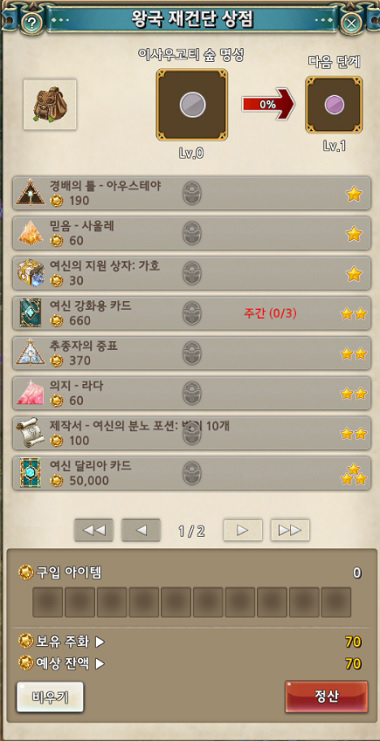 왕국 재건단 상점
이사우고티 숲 명성
다음 단계
0%
Lv.0
Lv.1
경배의 틀 - 아우스테야
190
믿음 - 사울레
60
여신의 지원 상자: 가호
30
여신 강화용 카드
660
주간 (0/3)
추종자의 증표
370
의지 - 라다
60
제작서 - 여신의 분노 포션: 10개
100
여신 달리아 카드
50,000
1 / 2
구입 아이템
0
보유 주화 ▶
70
예상 잔액 ▶
70
비우기
정산